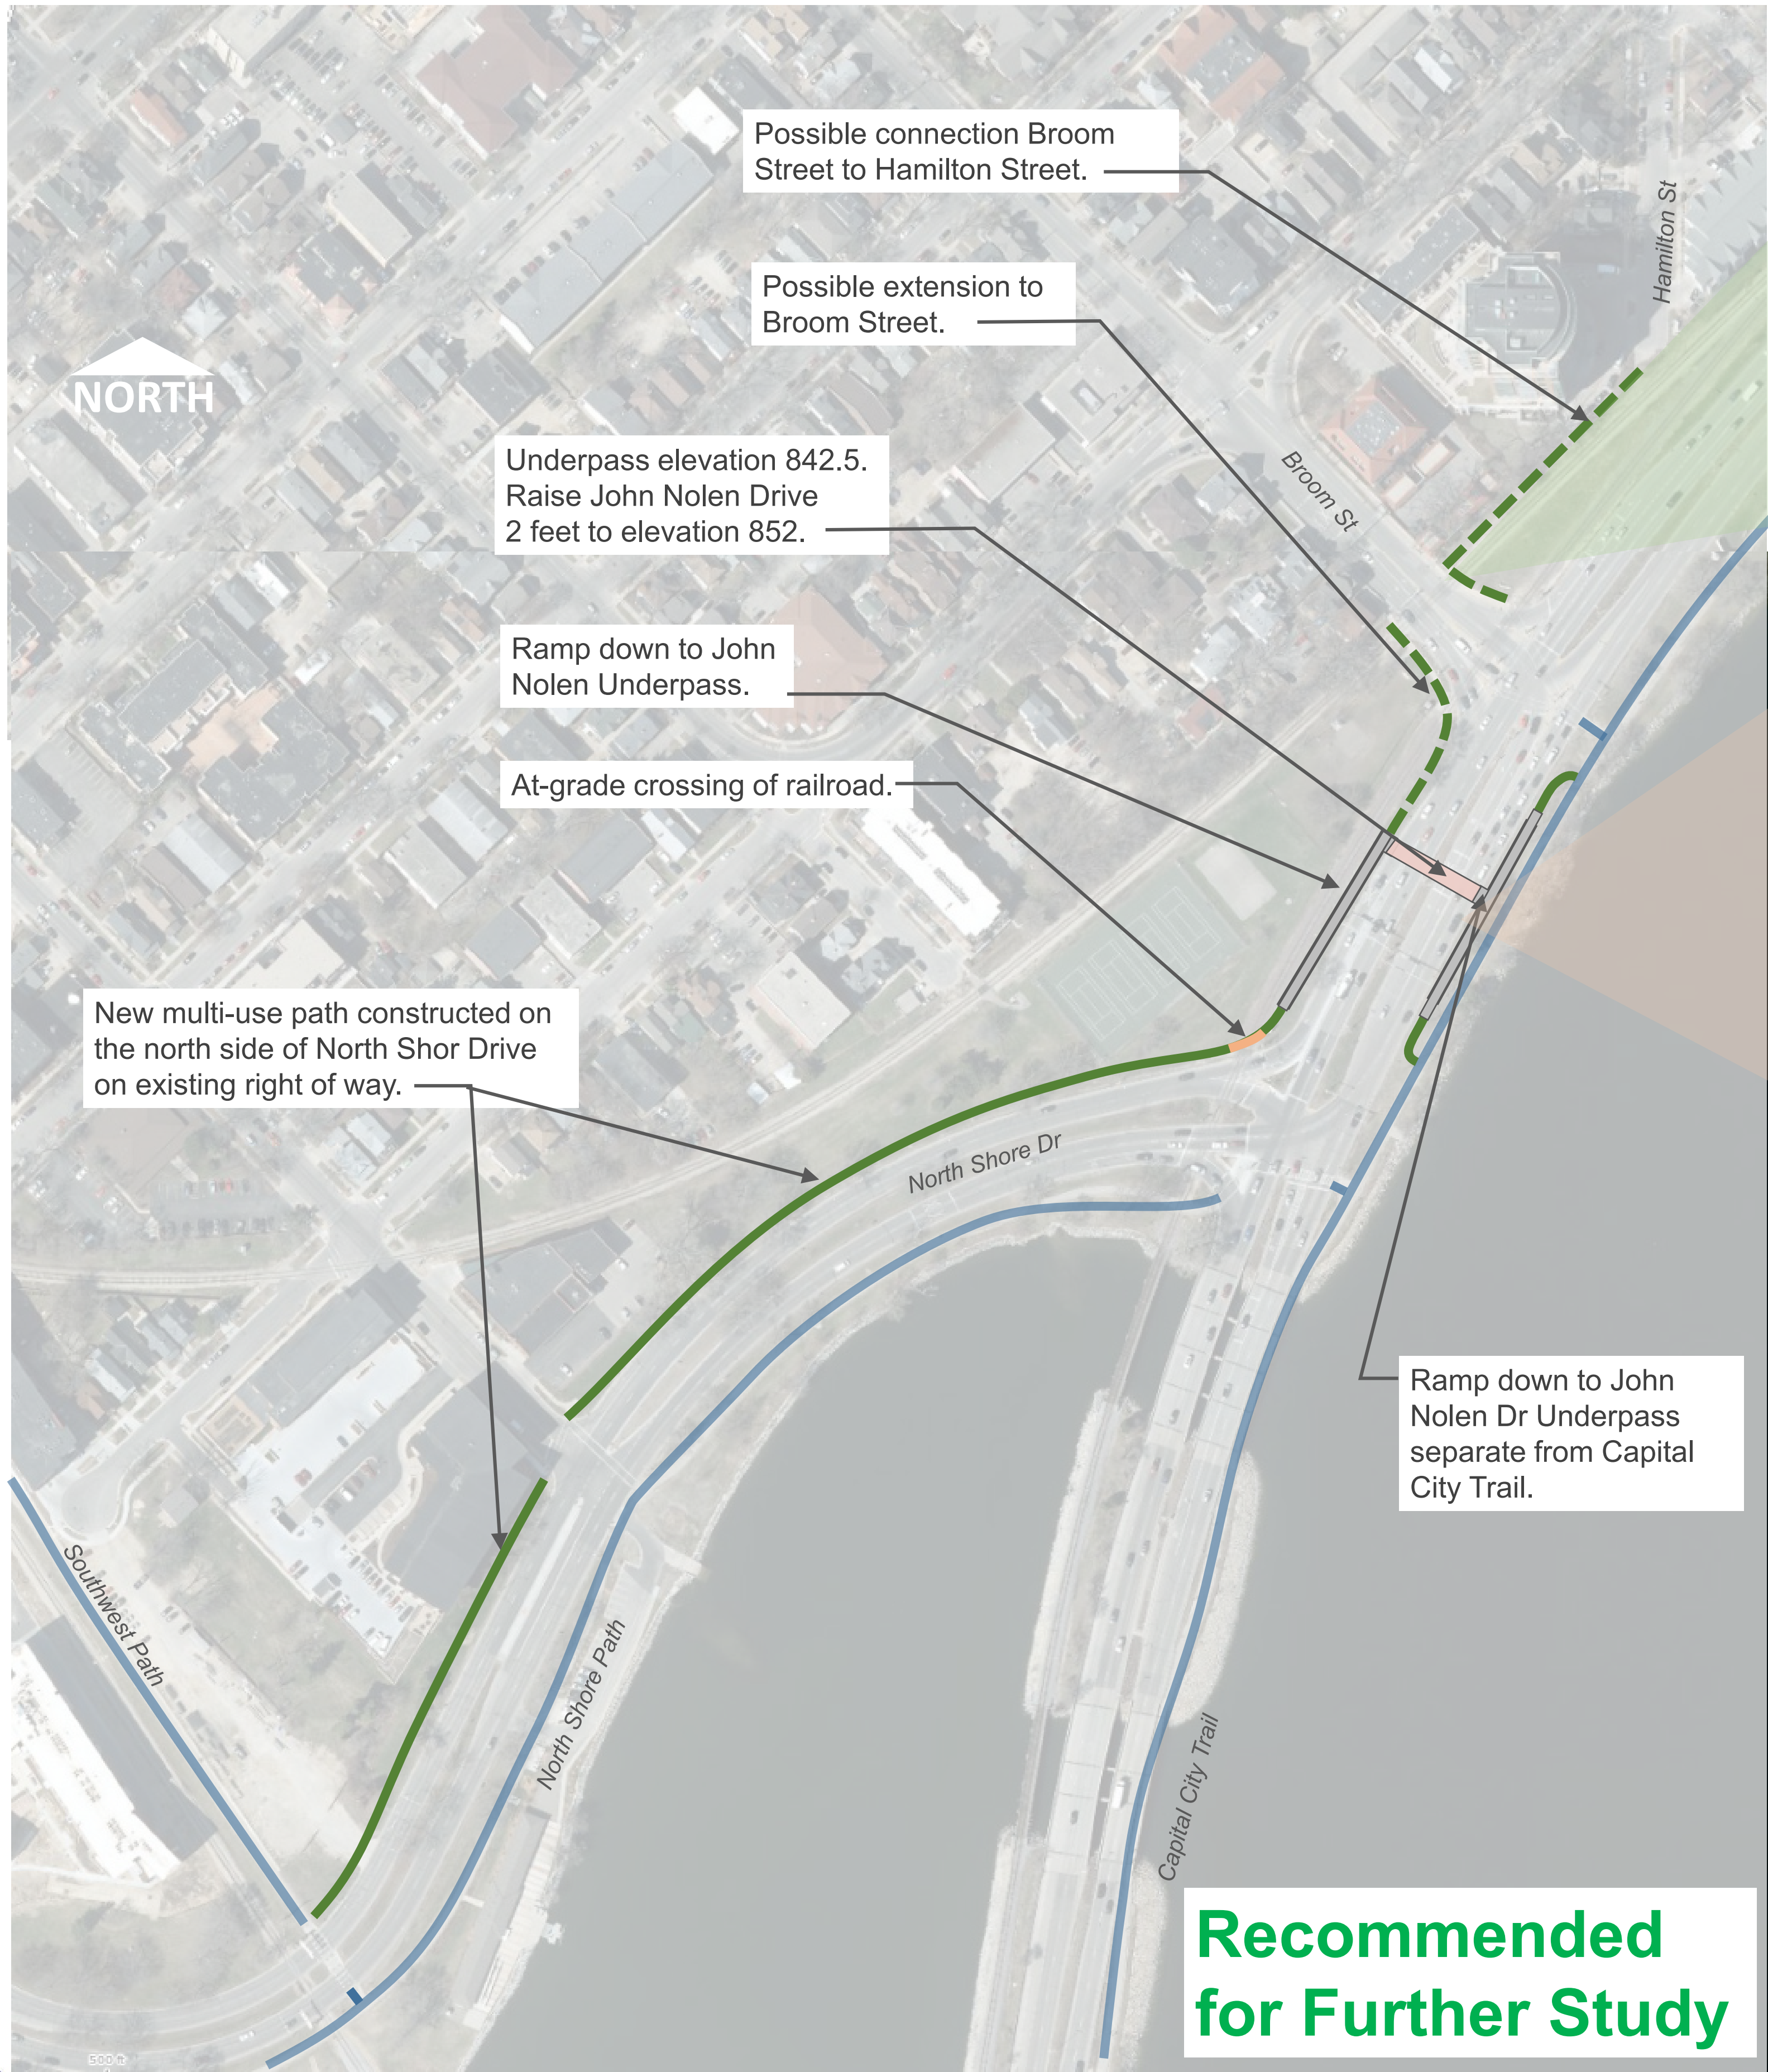 Possible connection Broom
Street to Hamilton Street.
Hamilton St
Possible extension to
Broom Street.
NORTH
Underpass elevation 842.5.
Raise John Nolen Drive
2 feet to elevation 852.
Broom St
Ramp down to John
Nolen Underpass.
At-grade crossing of railroad.
New multi-use path constructed on
the north side of North Shor Drive
on existing right of way.
North Shore Dr
Ramp down to John
Nolen Dr Underpass
separate from Capital
City Trail.
Southwest Path
North Shore Path
Capital City Trail
Recommended
for Further Study
500 ft